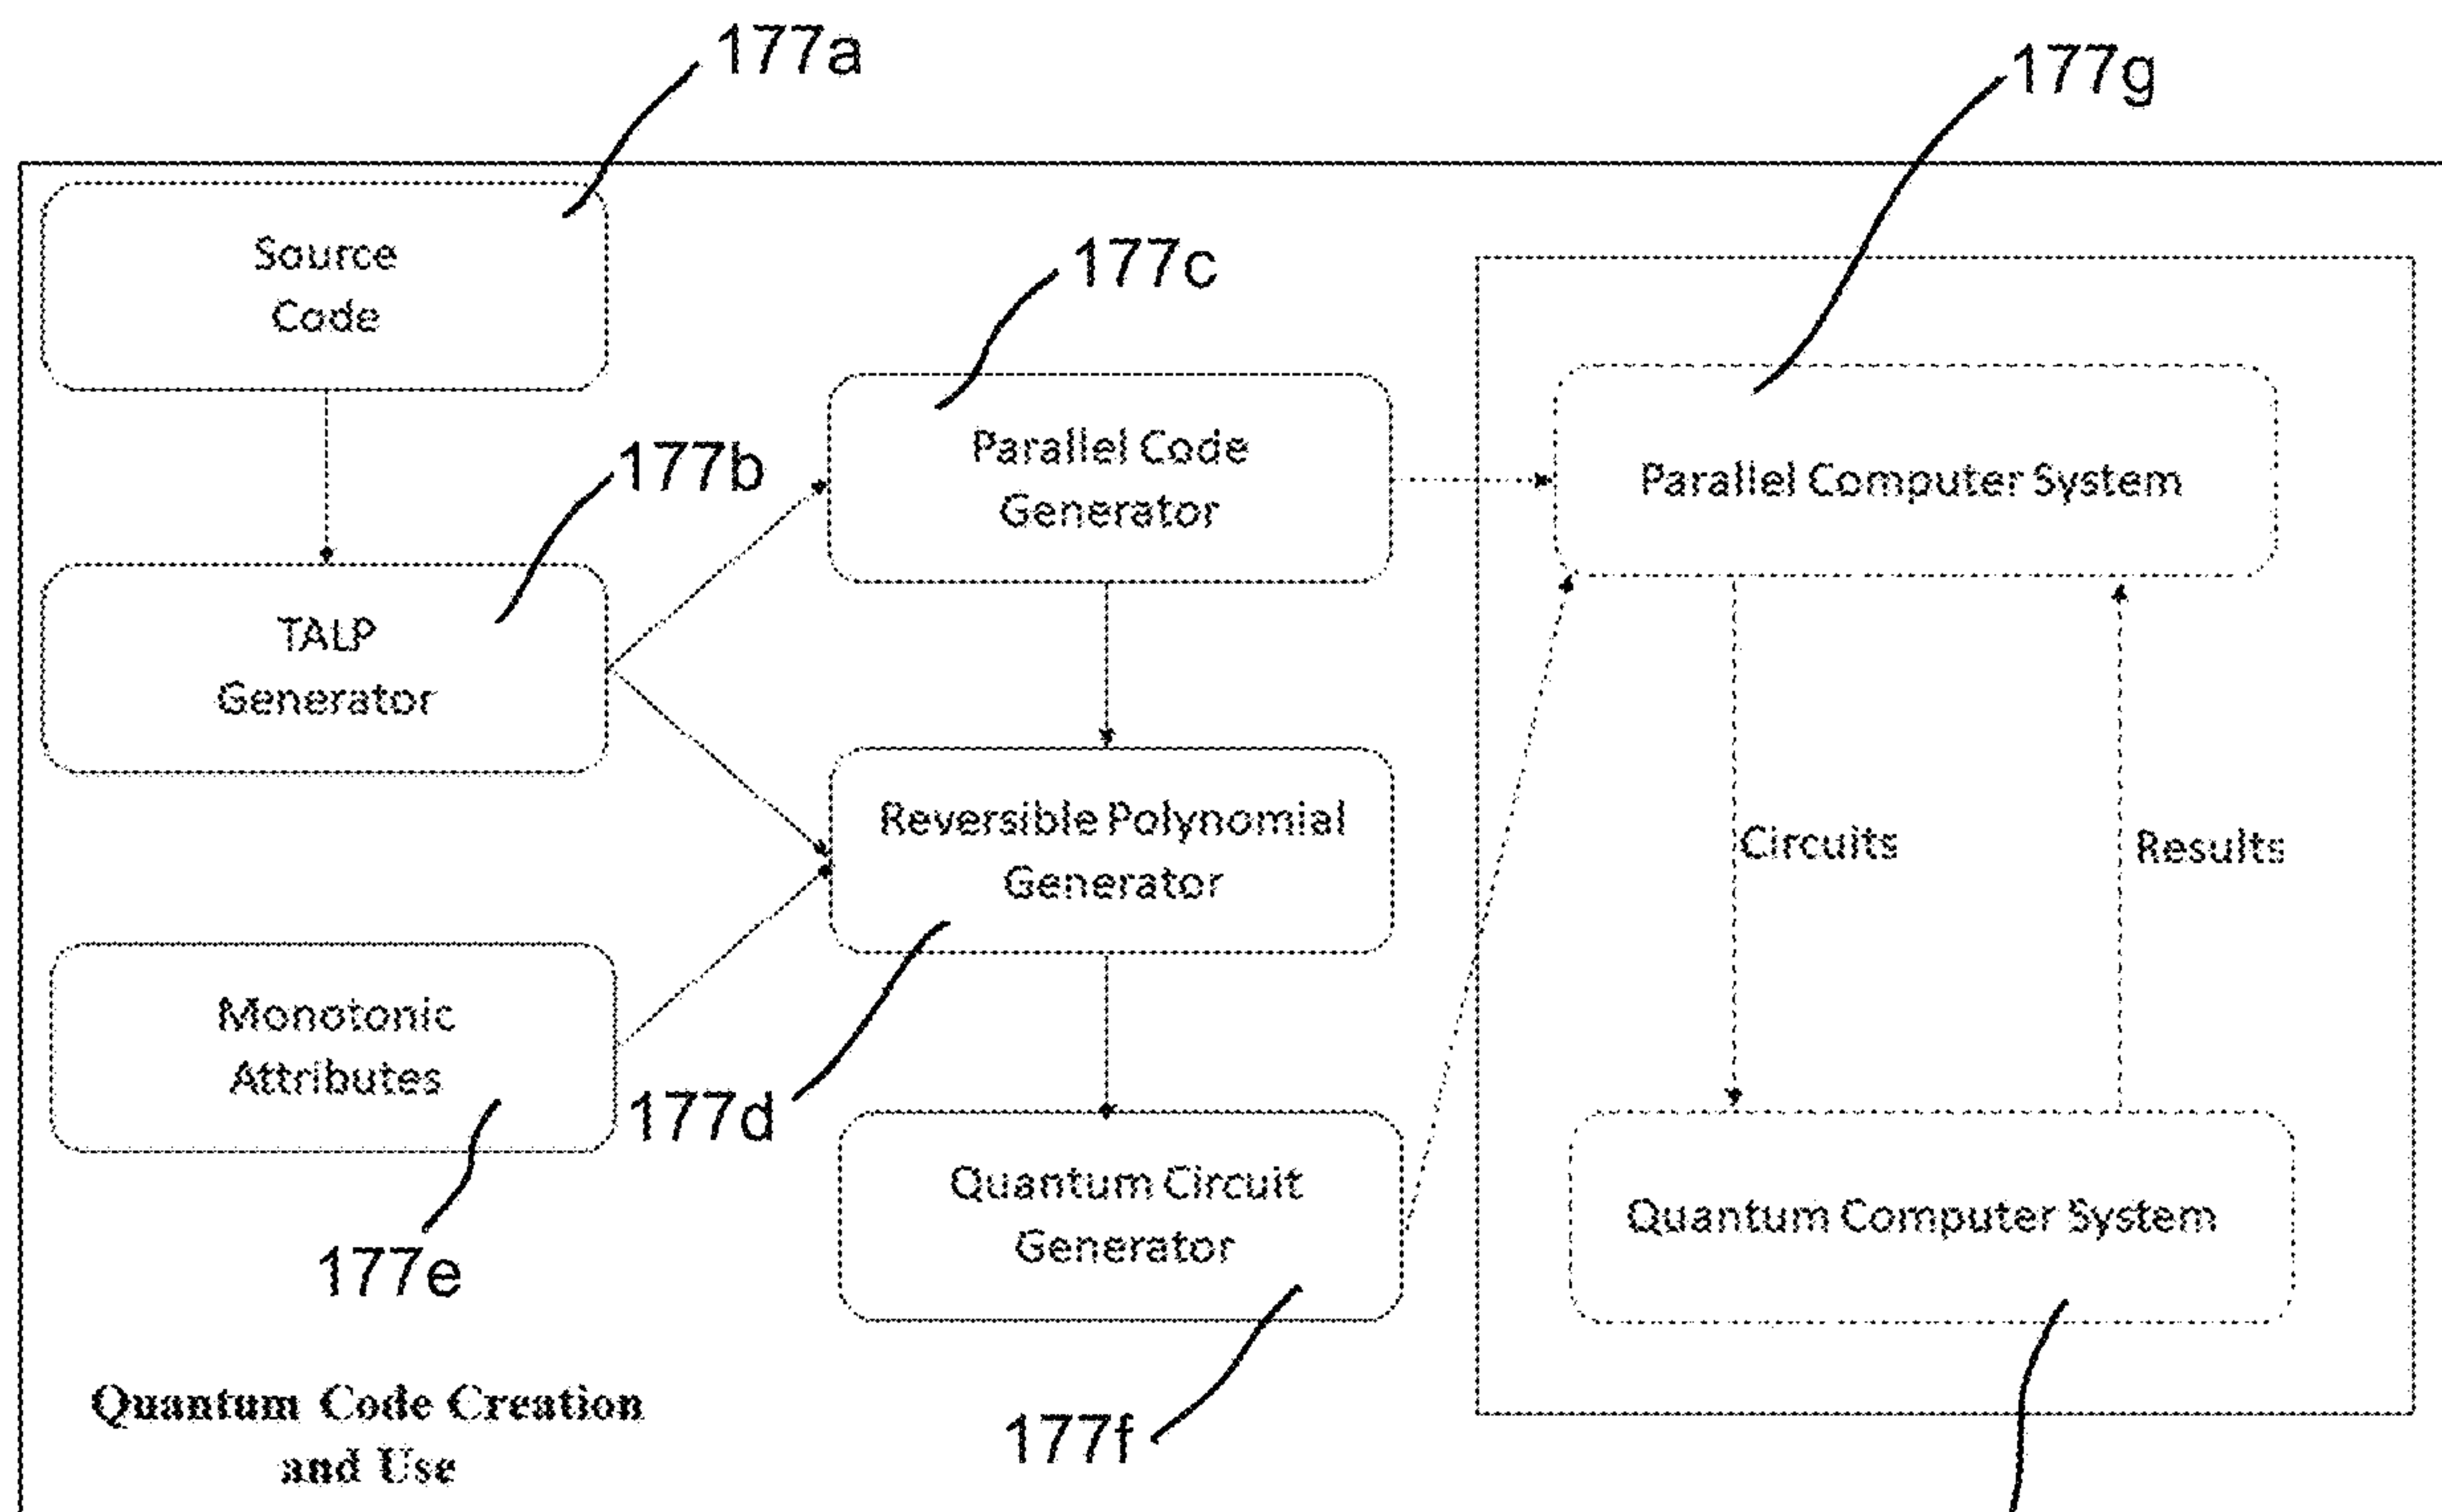 177a
177g
Source
Code
177c
Parallel Code
Generator
Parallel Computer System
177b
TALP
Generator
Reversible Polynomial
Generator
Circuits
Results
Monotonic
Attributes
177d
177e
Quantum Circuit
Generator
Quantum Computer System
177f
Quantum Code Creation
and Use